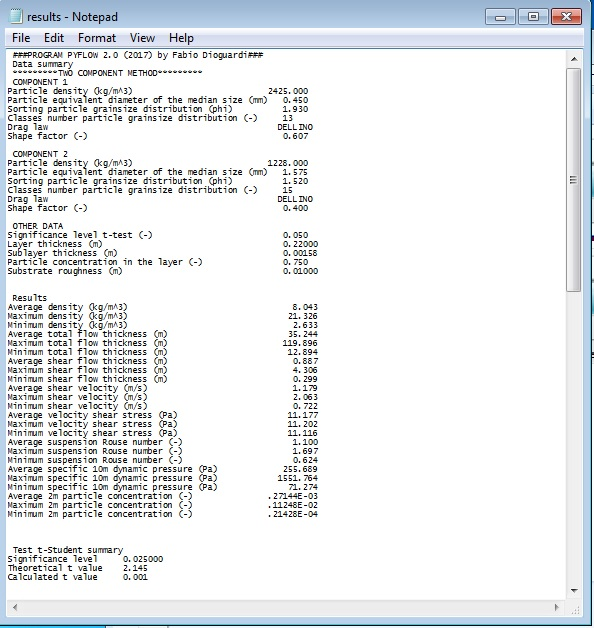 results - Notepad
File Edit Format View Help
###PROGRAM PYFLOW 2.0 (2017) by Fabio Dioguardi###
Data summary
*********TWO COMPONENT METHOD*********
COMPONENT 1
Particle density (kg/m^3) 2425.000
Particle equivalent diameter of the median size (mm) 0.450
Sorting particle grainsize distribution (phi) 1.930
Classes number particle grainsize distribution (-) 13
Drag law DELLINO
Shape factor (-) 0.607
COMPONENT 2
Particle density (kg/m^3) 1228.000
Particle equivalent diameter of the median size (mm) 1.575
Sorting particle grainsize distribution (phi) 1.520
Classes number particle grainsize distribution (-) 15
Drag law DELLINO
Shape factor (-) 0.400
OTHER DATA
Significance level t-test (-) 0.050
Layer thickness (m) 0.22000
Sublayer thickness (m) 0.00158
Particle concentration in the layer (-) 0.750
Substrate roughness (m) 0.01000
Results
Average density (kg/m^3) 8.043
Maximum density (kg/m^3) 21.326
Minimum density (kg/m^3) 2.633
Average total flow thickness (m) 35.244
Maximum total flow thickness (m) 119.896
Minimum total flow thickness (m) 12.894
Average shear flow thickness (m) 0.887
Maximum shear flow thickness (m) 4.306
Minimum shear flow thickness (m) 0.299
Average shear velocity (m/s) 1.179
Maximum shear velocity (m/s) 2.063
Minimum shear velocity (m/s) 0.722
Average velocity shear stress (Pa) 11.177
Maximum velocity shear stress (Pa) 11.202
Minimum velocity shear stress (Pa) 11.116
Average suspension Rouse number (-) 1.100
Maximum suspension Rouse number (-) 1.697
Minimum suspension Rouse number (-) 0.624
Average specific 10m dynamic pressure (Pa) 255.689
Maximum specific 10m dynamic pressure (Pa) 1551.764
Minimum specific 10m dynamic pressure (Pa) 71.274
Average 2m particle concentration (-) .27144E-03
Maximum 2m particle concentration (-) .11248E-02
Minimum 2m particle concentration (-) .21428E-04
Test t-Student summary
Significance level 0.025000
Theoretical t value 2.145
Calculated t value 0.001